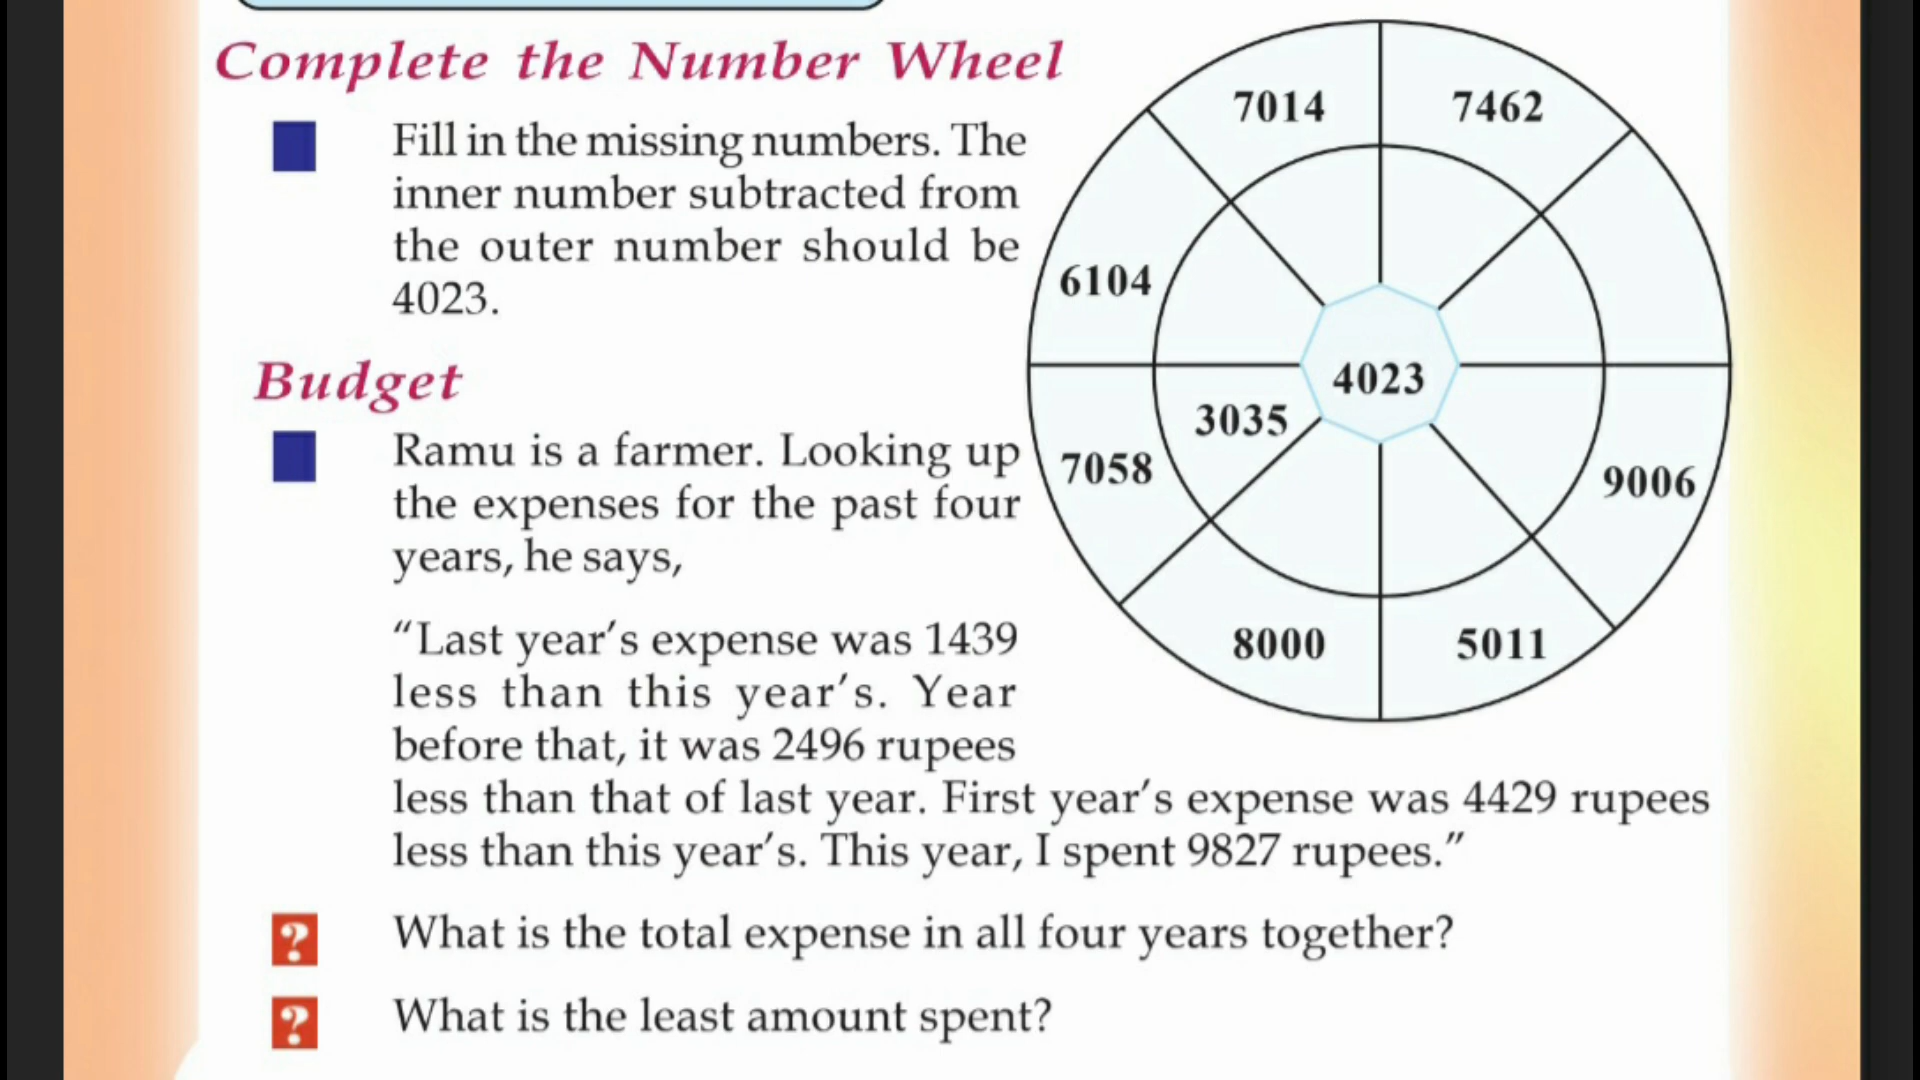 Complete the Number Wheel
Fill in the missing numbers. The
inner number subtracted from
the outer number should be
4023.
7014
7462
6104
4023
3035
7058
9006
8000
5011
Budget
Ramu is a farmer. Looking up
the expenses for the past four
years, he says,
“Last year’s expense was 1439
less than this year’s. Year
before that, it was 2496 rupees
less than that of last year. First year’s expense was 4429 rupees
less than this year’s. This year, I spent 9827 rupees.”
? What is the total expense in all four years together?
? What is the least amount spent?